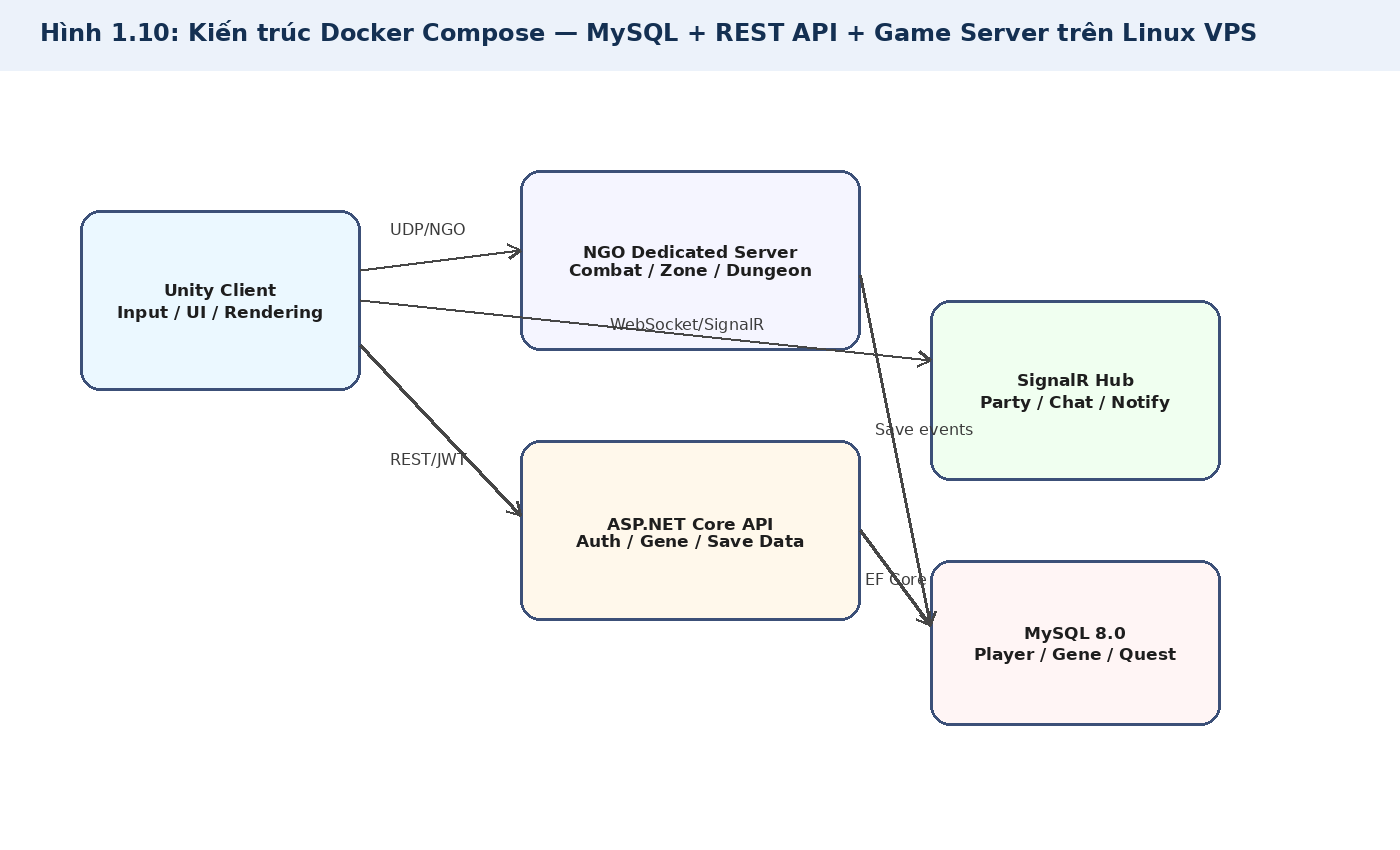 Hình 1.10: Kiến trúc Docker Compose — MySQL + REST API + Game Server trên Linux VPS
UDP/NGO
Unity Client
Input / UI / Rendering
NGO Dedicated Server
Combat / Zone / Dungeon
WebSocket/SignalR
SignalR Hub
Party / Chat / Notify
Save events
REST/JWT
ASP.NET Core API
Auth / Gene / Save Data
EF Core
MySQL 8.0
Player / Gene / Quest